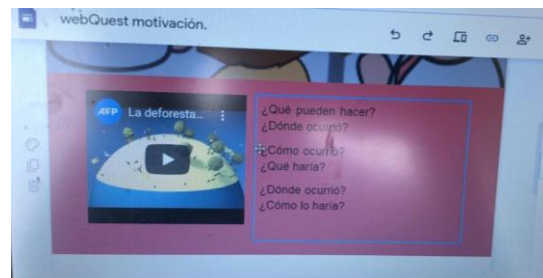 webQuest motivación.
AFP La deforesta...
¿Qué pueden hacer?
¿Dónde ocurrió?
¿Cómo ocurrió?
¿Qué haría?
¿Dónde ocurrió?
¿Cómo lo haría?